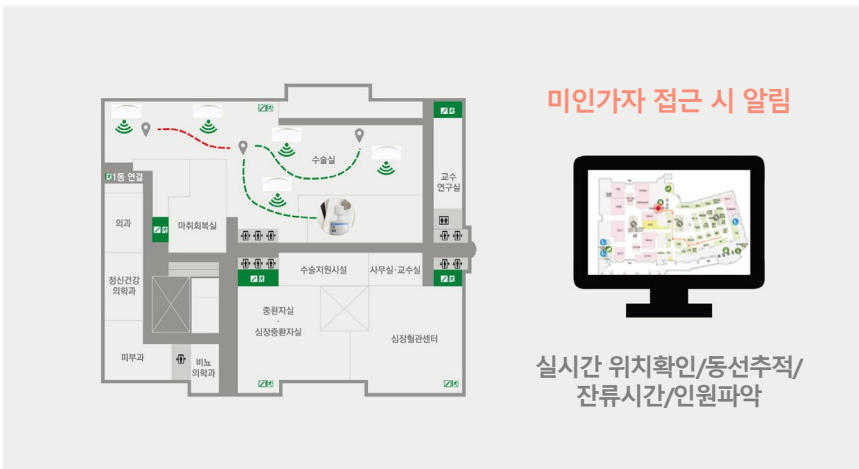 미인가자 접근 시 알림
수술실
교수
연구실
1동 연결
외과
마취회복실
정신건강
의학과
수술지원시설
사무실·교수실
중환자실
·
심장중환자실
심장혈관센터
피부과
비뇨
의학과
실시간 위치확인/동선추적/
잔류시간/인원파악